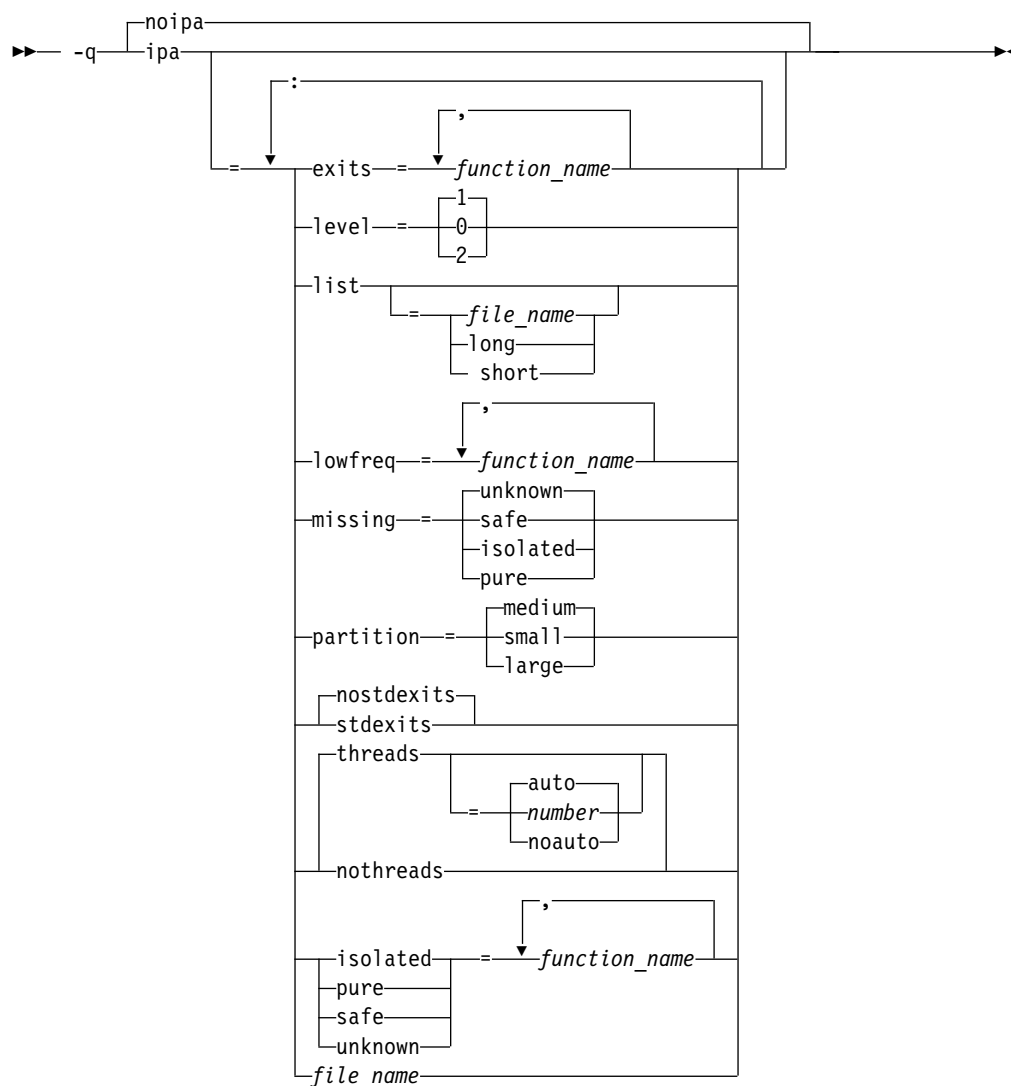 noipa
-q ipa
:
,
= exits = function_name
1
level = 0
2
list
= file_name
long
short
,
lowfreq = function_name
unknown
missing = safe
isolated
pure
medium
partition = small
large
nostdexits
stdexits
threads
auto
= number
noauto
nothreads
,
isolated = function_name
pure
safe
unknown
file_name